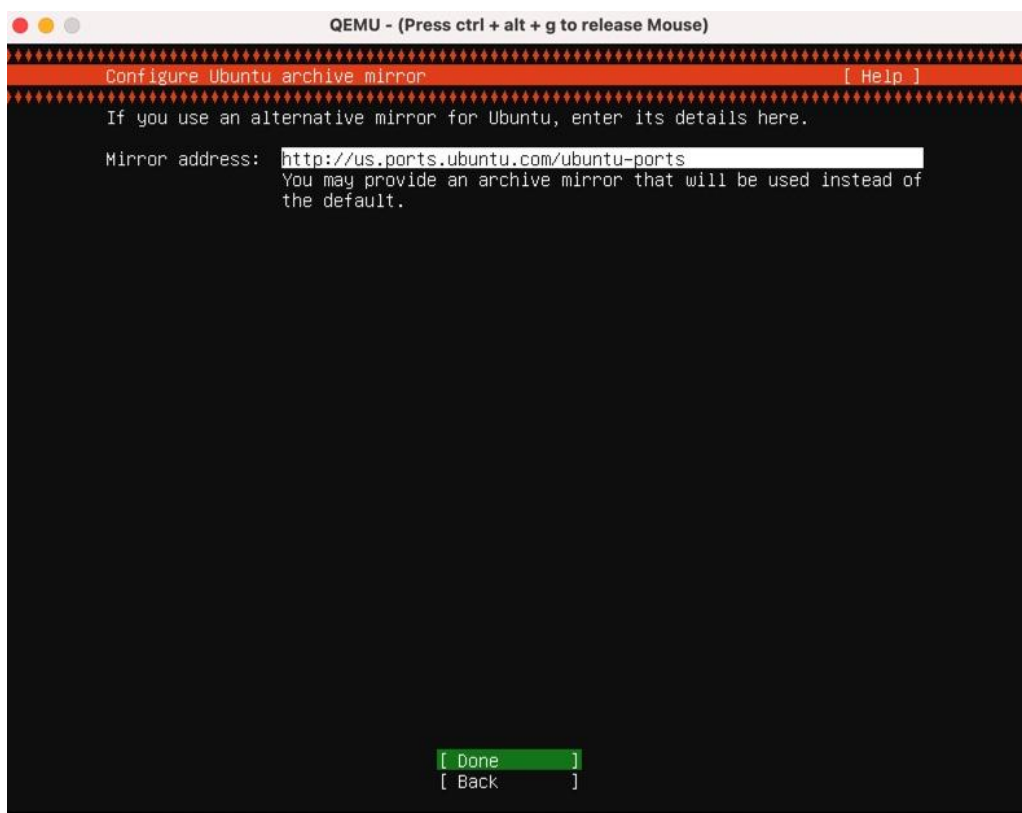 QEMU - (Press ctrl + alt + g to release Mouse)
Configure Ubuntu archive mirror [ Help ]
If you use an alternative mirror for Ubuntu, enter its details here.
Mirror address: http://us.ports.ubuntu.com/ubuntu-ports
You may provide an archive mirror that will be used instead of
the default.
[ Done ]
[ Back ]